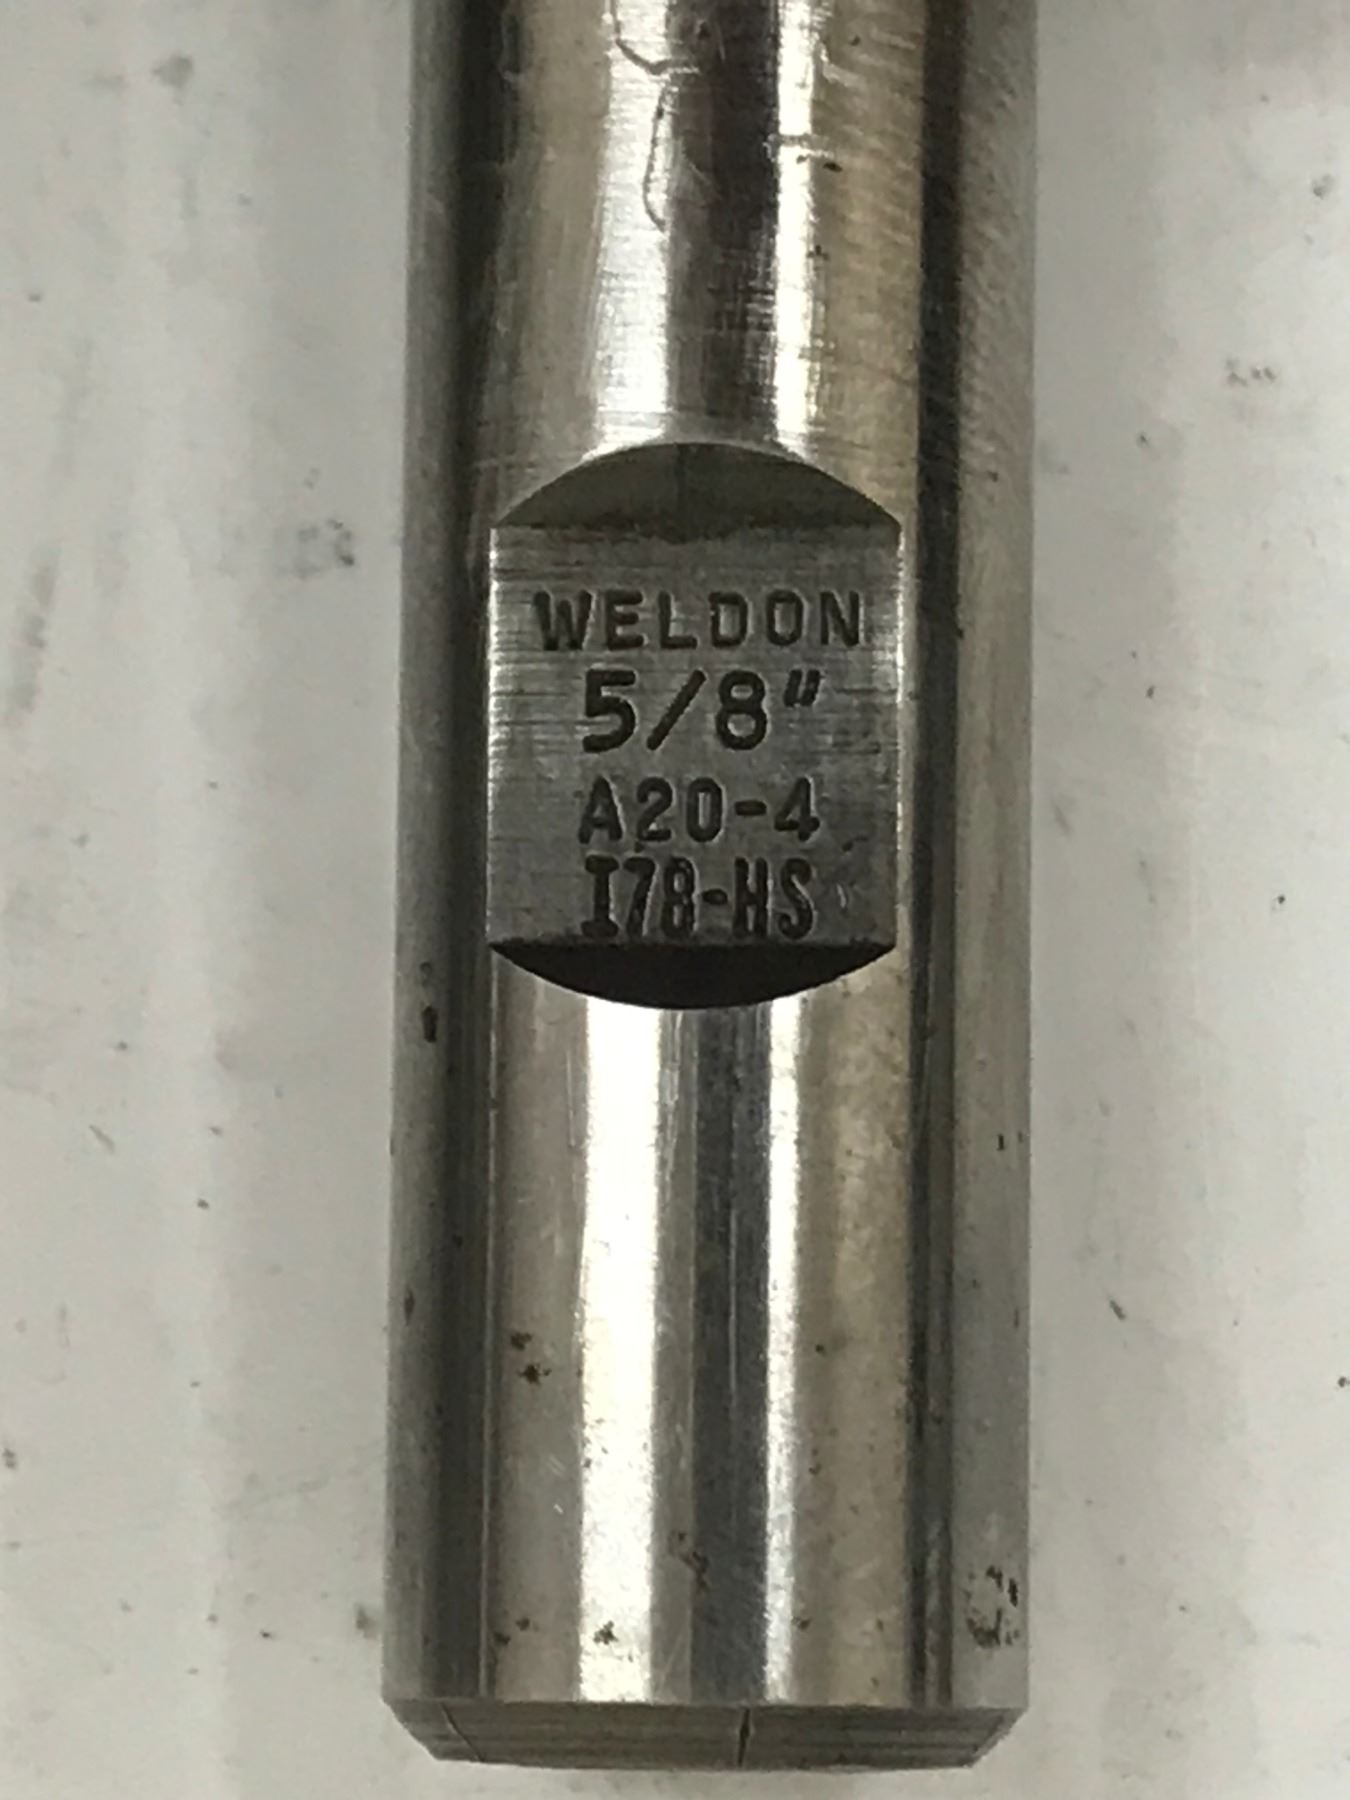 WELDON
5/8"
A20-4
I78-HS